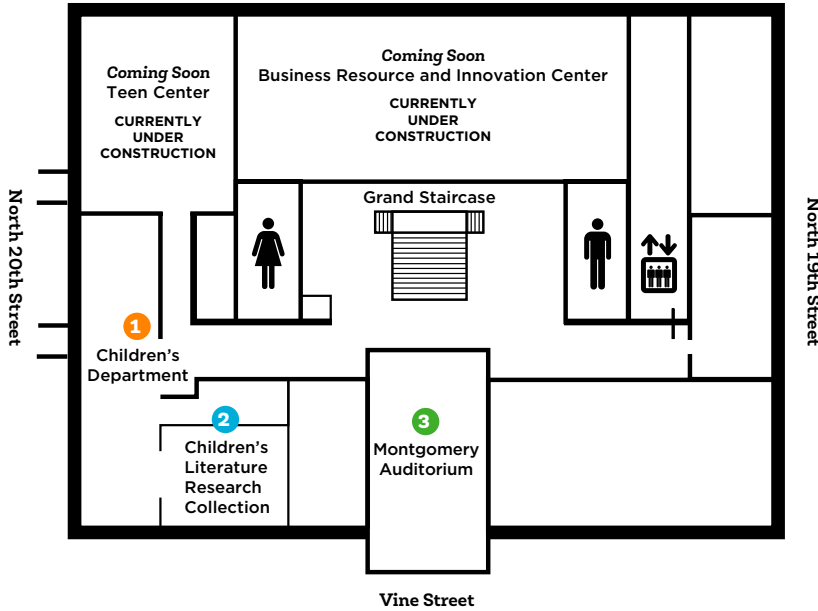 Coming Soon
Teen Center
CURRENTLY
UNDER
CONSTRUCTION
Coming Soon
Business Resource and Innovation Center
CURRENTLY
UNDER
CONSTRUCTION
Grand Staircase
North 20th Street
North 19th Street
1
Children's
Department
2
Children's
Literature
Research
Collection
3
Montgomery
Auditorium
Vine Street